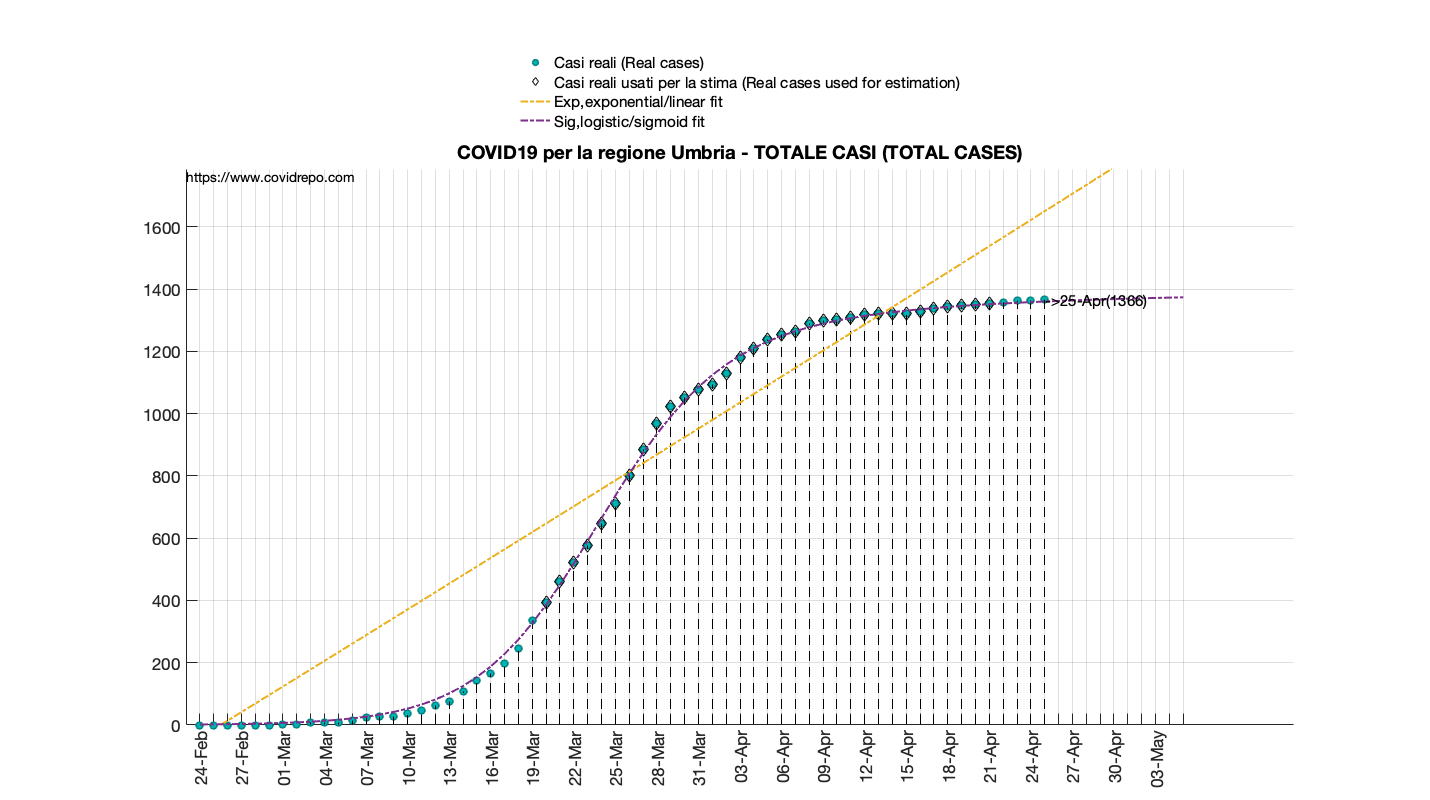 Casi reali (Real cases)
Casi reali usati per la stima (Real cases used for estimation)
Exp,exponential/linear fit
Sig,logistic/sigmoid fit
COVID19 per la regione Umbria - TOTALE CASI (TOTAL CASES)
https://www.covidrepo.com
1600
1400
>25-Apr(1366)
1200
1000
800
600
400
200
0
24-Feb
27-Feb
01-Mar
04-Mar
07-Mar
10-Mar
13-Mar
16-Mar
19-Mar
22-Mar
25-Mar
28-Mar
31-Mar
03-Apr
06-Apr
09-Apr
12-Apr
15-Apr
18-Apr
21-Apr
24-Apr
27-Apr
30-Apr
03-May